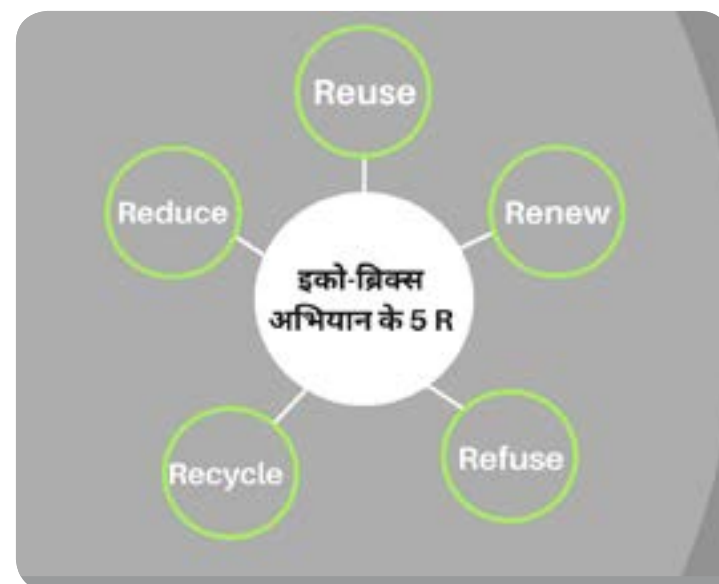 Reuse
Reduce
Renew
इको-ब्रिक्स
अभियान के 5 R
Recycle
Refuse